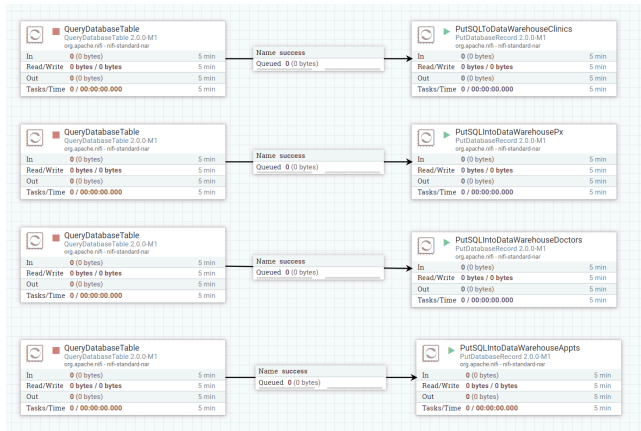 QueryDatabaseTable
QueryDatabaseTable 2.0.0-M1
org.apache.nifi - nifi-standard-nar
In 0 (0 bytes) 5 min
Read/Write 0 bytes / 0 bytes 5 min
Out 0 (0 bytes) 5 min
Tasks/Time 0 / 00:00:00.000 5 min
Name success
Queued 0 (0 bytes)
PutSQLToDataWarehouseClinics
PutDatabaseRecord 2.0.0-M1
org.apache.nifi - nifi-standard-nar
In 0 (0 bytes) 5 min
Read/Write 0 bytes / 0 bytes 5 min
Out 0 (0 bytes) 5 min
Tasks/Time 0 / 00:00:00.000 5 min
QueryDatabaseTable
QueryDatabaseTable 2.0.0-M1
org.apache.nifi - nifi-standard-nar
In 0 (0 bytes) 5 min
Read/Write 0 bytes / 0 bytes 5 min
Out 0 (0 bytes) 5 min
Tasks/Time 0 / 00:00:00.000 5 min
Name success
Queued 0 (0 bytes)
PutSQLIntoDataWarehousePx
PutDatabaseRecord 2.0.0-M1
org.apache.nifi - nifi-standard-nar
In 0 (0 bytes) 5 min
Read/Write 0 bytes / 0 bytes 5 min
Out 0 (0 bytes) 5 min
Tasks/Time 0 / 00:00:00.000 5 min
QueryDatabaseTable
QueryDatabaseTable 2.0.0-M1
org.apache.nifi - nifi-standard-nar
In 0 (0 bytes) 5 min
Read/Write 0 bytes / 0 bytes 5 min
Out 0 (0 bytes) 5 min
Tasks/Time 0 / 00:00:00.000 5 min
Name success
Queued 0 (0 bytes)
PutSQLIntoDataWarehouseDoctors
PutDatabaseRecord 2.0.0-M1
org.apache.nifi - nifi-standard-nar
In 0 (0 bytes) 5 min
Read/Write 0 bytes / 0 bytes 5 min
Out 0 (0 bytes) 5 min
Tasks/Time 0 / 00:00:00.000 5 min
QueryDatabaseTable
QueryDatabaseTable 2.0.0-M1
org.apache.nifi - nifi-standard-nar
In 0 (0 bytes) 5 min
Read/Write 0 bytes / 0 bytes 5 min
Out 0 (0 bytes) 5 min
Tasks/Time 0 / 00:00:00.000 5 min
Name success
Queued 0 (0 bytes)
PutSQLIntoDataWarehouseAppts
PutDatabaseRecord 2.0.0-M1
org.apache.nifi - nifi-standard-nar
In 0 (0 bytes) 5 min
Read/Write 0 bytes / 0 bytes 5 min
Out 0 (0 bytes) 5 min
Tasks/Time 0 / 00:00:00.000 5 min